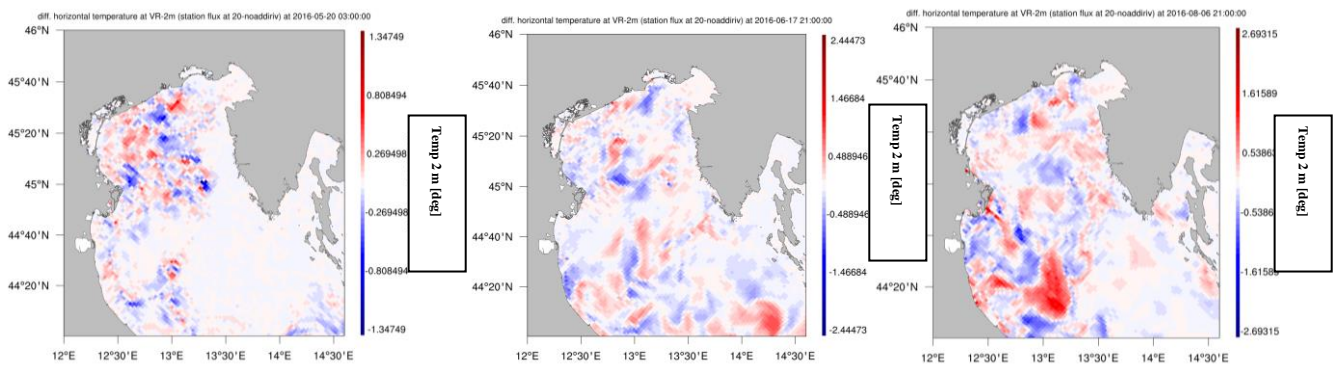 diff. horizontal temperature at VR-2m (station flux at 20-noaddiriv) at 2016-05-20 03:00:00
46°N
45°40'N
45°20'N
45°N
44°40'N
44°20'N
12°E
12°30'E
13°E
13°30'E
14°E
14°30'E
1.34749
0.808494
0.269498
-0.269498
-0.808494
-1.34749
Temp 2 m [deg]
diff. horizontal temperature at VR-2m (station flux at 20-noaddiriv) at 2016-06-17 21:00:00
46°N
45°40'N
45°20'N
45°N
44°40'N
44°20'N
12°E
12°30'E
13°E
13°30'E
14°E
14°30'E
2.44473
1.46684
0.488946
-0.488946
-1.46684
-2.44473
Temp 2 m [deg]
diff. horizontal temperature at VR-2m (station flux at 20-noaddiriv) at 2016-08-06 21:00:00
46°N
45°40'N
45°20'N
45°N
44°40'N
44°20'N
12°E
12°30'E
13°E
13°30'E
14°E
14°30'E
2.69315
1.61589
0.53863
-0.5386
-1.61589
-2.69315
Temp 2 m [deg]